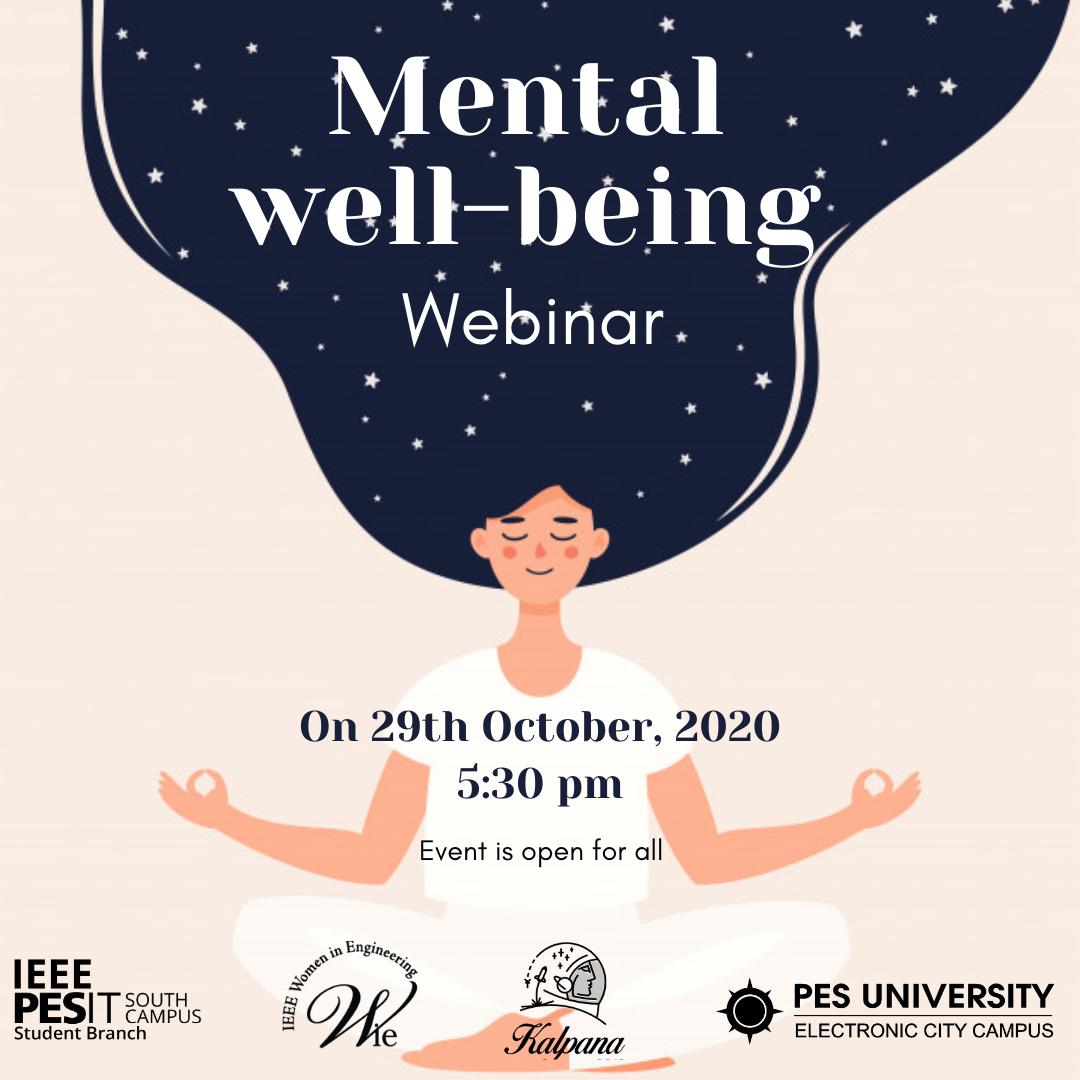 Mental
well-being
Webinar
On 29th October, 2020
5:30 pm
Event is open for all
IEEE
PESIT SOUTH CAMPUS
Student Branch
IEEE Women in Engineering
Wie
Kalpana
PES UNIVERSITY
ELECTRONIC CITY CAMPUS